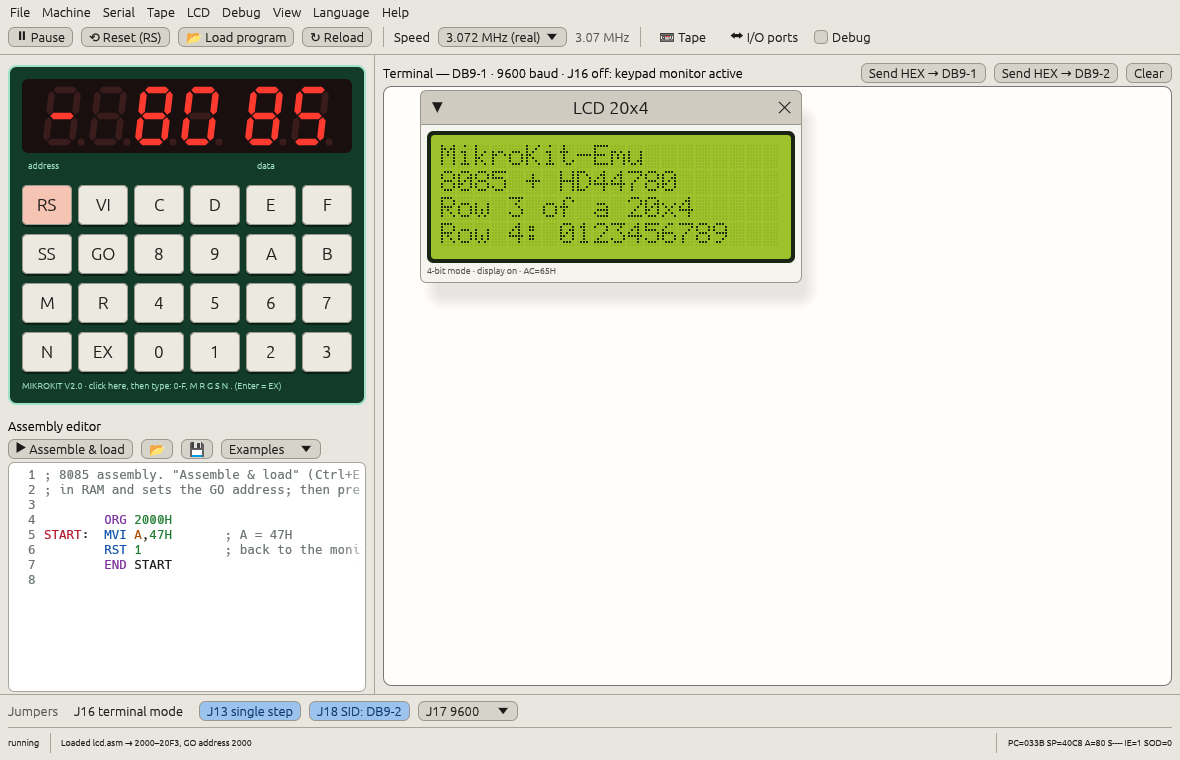 File Machine Serial Tape LCD Debug View Language Help
Pause Reset (RS) Load program Reload Speed 3.072 MHz (real) 3.07 MHz Tape I/O ports Debug
- 80 85
address data
RS VI C D E F
SS GO 8 9 A B
M R 4 5 6 7
N EX 0 1 2 3
MIKROKIT V2.0 · click here, then type: 0-F, M R G S N . (Enter = EX)
Assembly editor
Assemble & load Examples
1 ; 8085 assembly. "Assemble & load" (Ctrl+E
2 ; in RAM and sets the GO address; then pre
3
4 ORG 2000H
5 START: MVI A,47H ; A = 47H
6 RST 1 ; back to the moni
7 END START
8
Terminal — DB9-1 · 9600 baud · J16 off: keypad monitor active Send HEX → DB9-1 Send HEX → DB9-2 Clear
LCD 20x4
MikroKit-Emu
8085 + HD44780
Row 3 of a 20x4
Row 4: 0123456789
4-bit mode · display on · AC=65H
Jumpers J16 terminal mode J13 single step J18 SID: DB9-2 J17 9600
running Loaded lcd.asm → 2000–20F3, GO address 2000 PC=033B SP=40C8 A=80 S---- IE=1 SOD=0